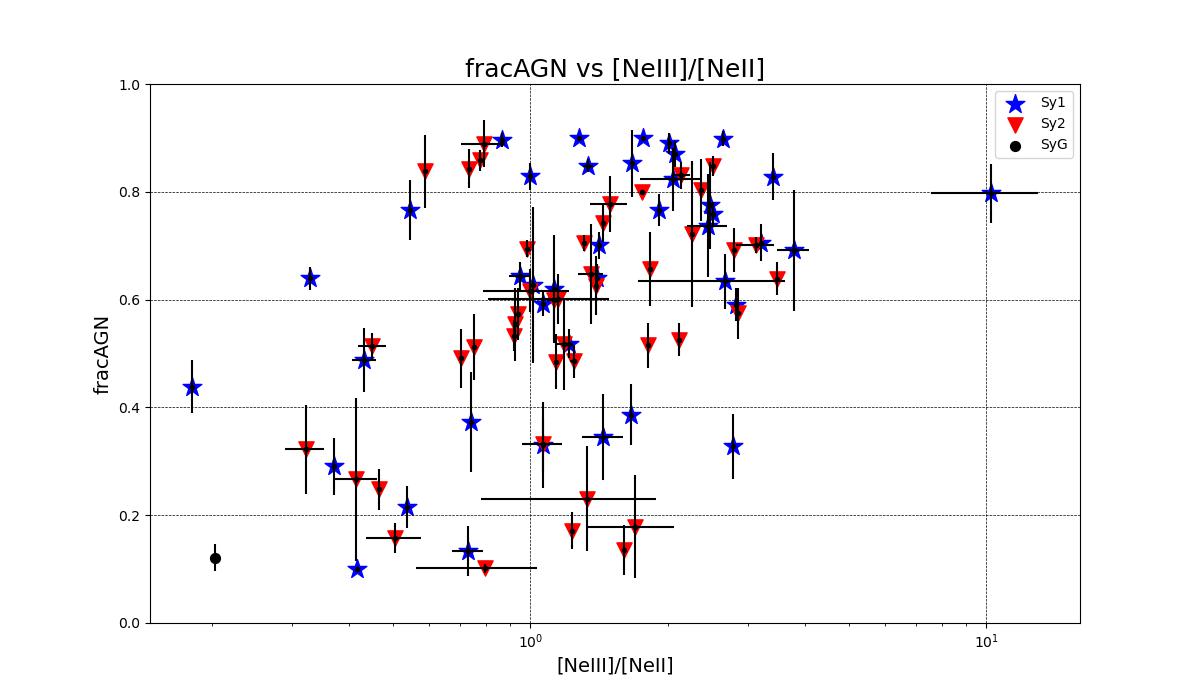 fracAGN vs [NeIII]/[NeII]
Sy1
Sy2
SyG
1.0
0.8
0.6
0.4
0.2
0.0
fracAGN
10⁰
10¹
[NeIII]/[NeII]